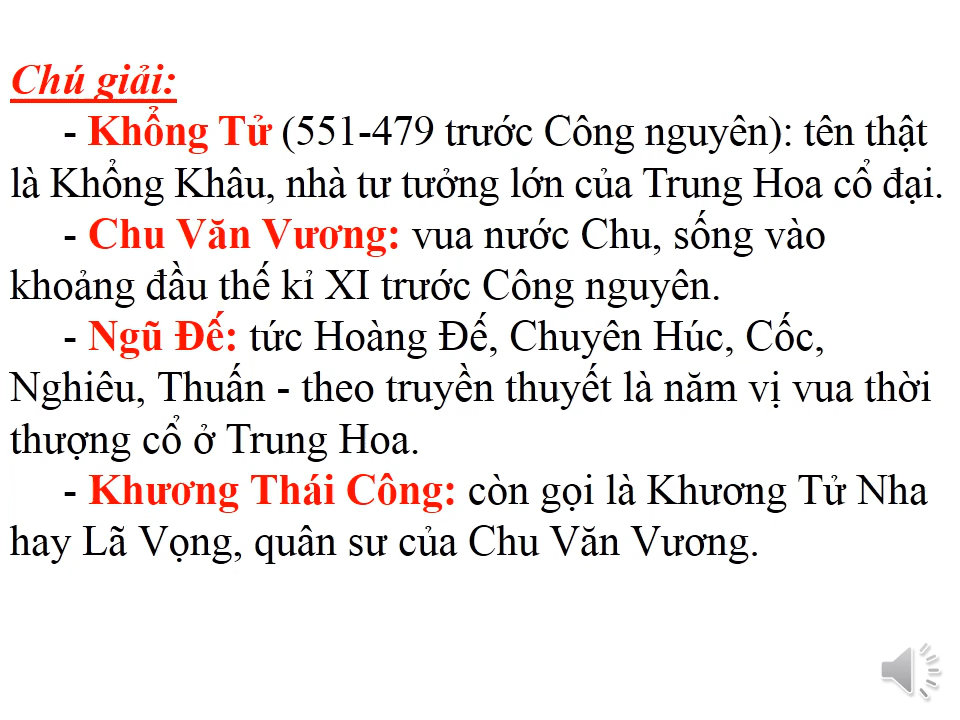 Chú giải:
- Khổng Tử (551-479 trước Công nguyên): tên thật
là Khổng Khâu, nhà tư tưởng lớn của Trung Hoa cổ đại.
- Chu Văn Vương: vua nước Chu, sống vào
khoảng đầu thế kỉ XI trước Công nguyên.
- Ngũ Đế: tức Hoàng Đế, Chuyên Húc, Cốc,
Nghiêu, Thuấn - theo truyền thuyết là năm vị vua thời
thượng cổ ở Trung Hoa.
- Khương Thái Công: còn gọi là Khương Tử Nha
hay Lã Vọng, quân sư của Chu Văn Vương.